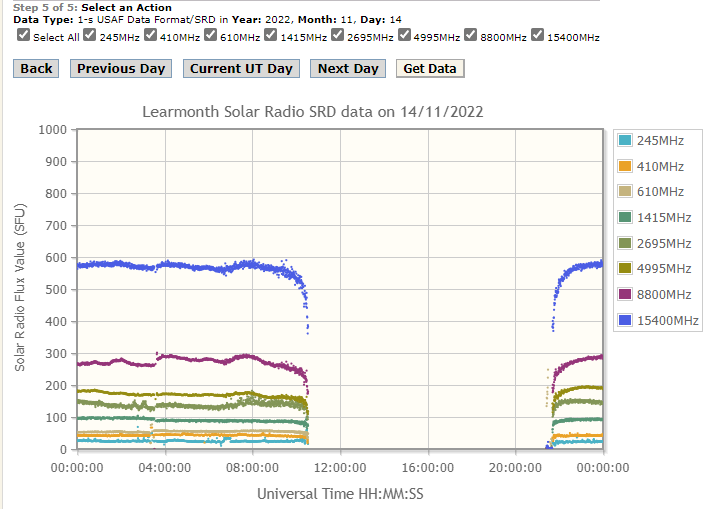 Step 5 of 5: Select an Action
Data Type: 1-s USAF Data Format/SRD in Year: 2022, Month: 11, Day: 14
Select All 245MHz 410MHz 610MHz 1415MHz 2695MHz 4995MHz 8800MHz 15400MHz
Back Previous Day Current UT Day Next Day Get Data
Learmonth Solar Radio SRD data on 14/11/2022
1000
900
800
700
600
500
400
300
200
100
0
Solar Radio Flux Value (SFU)
00:00:00 04:00:00 08:00:00 12:00:00 16:00:00 20:00:00 00:00:00
Universal Time HH:MM:SS
245MHz
410MHz
610MHz
1415MHz
2695MHz
4995MHz
8800MHz
15400MHz